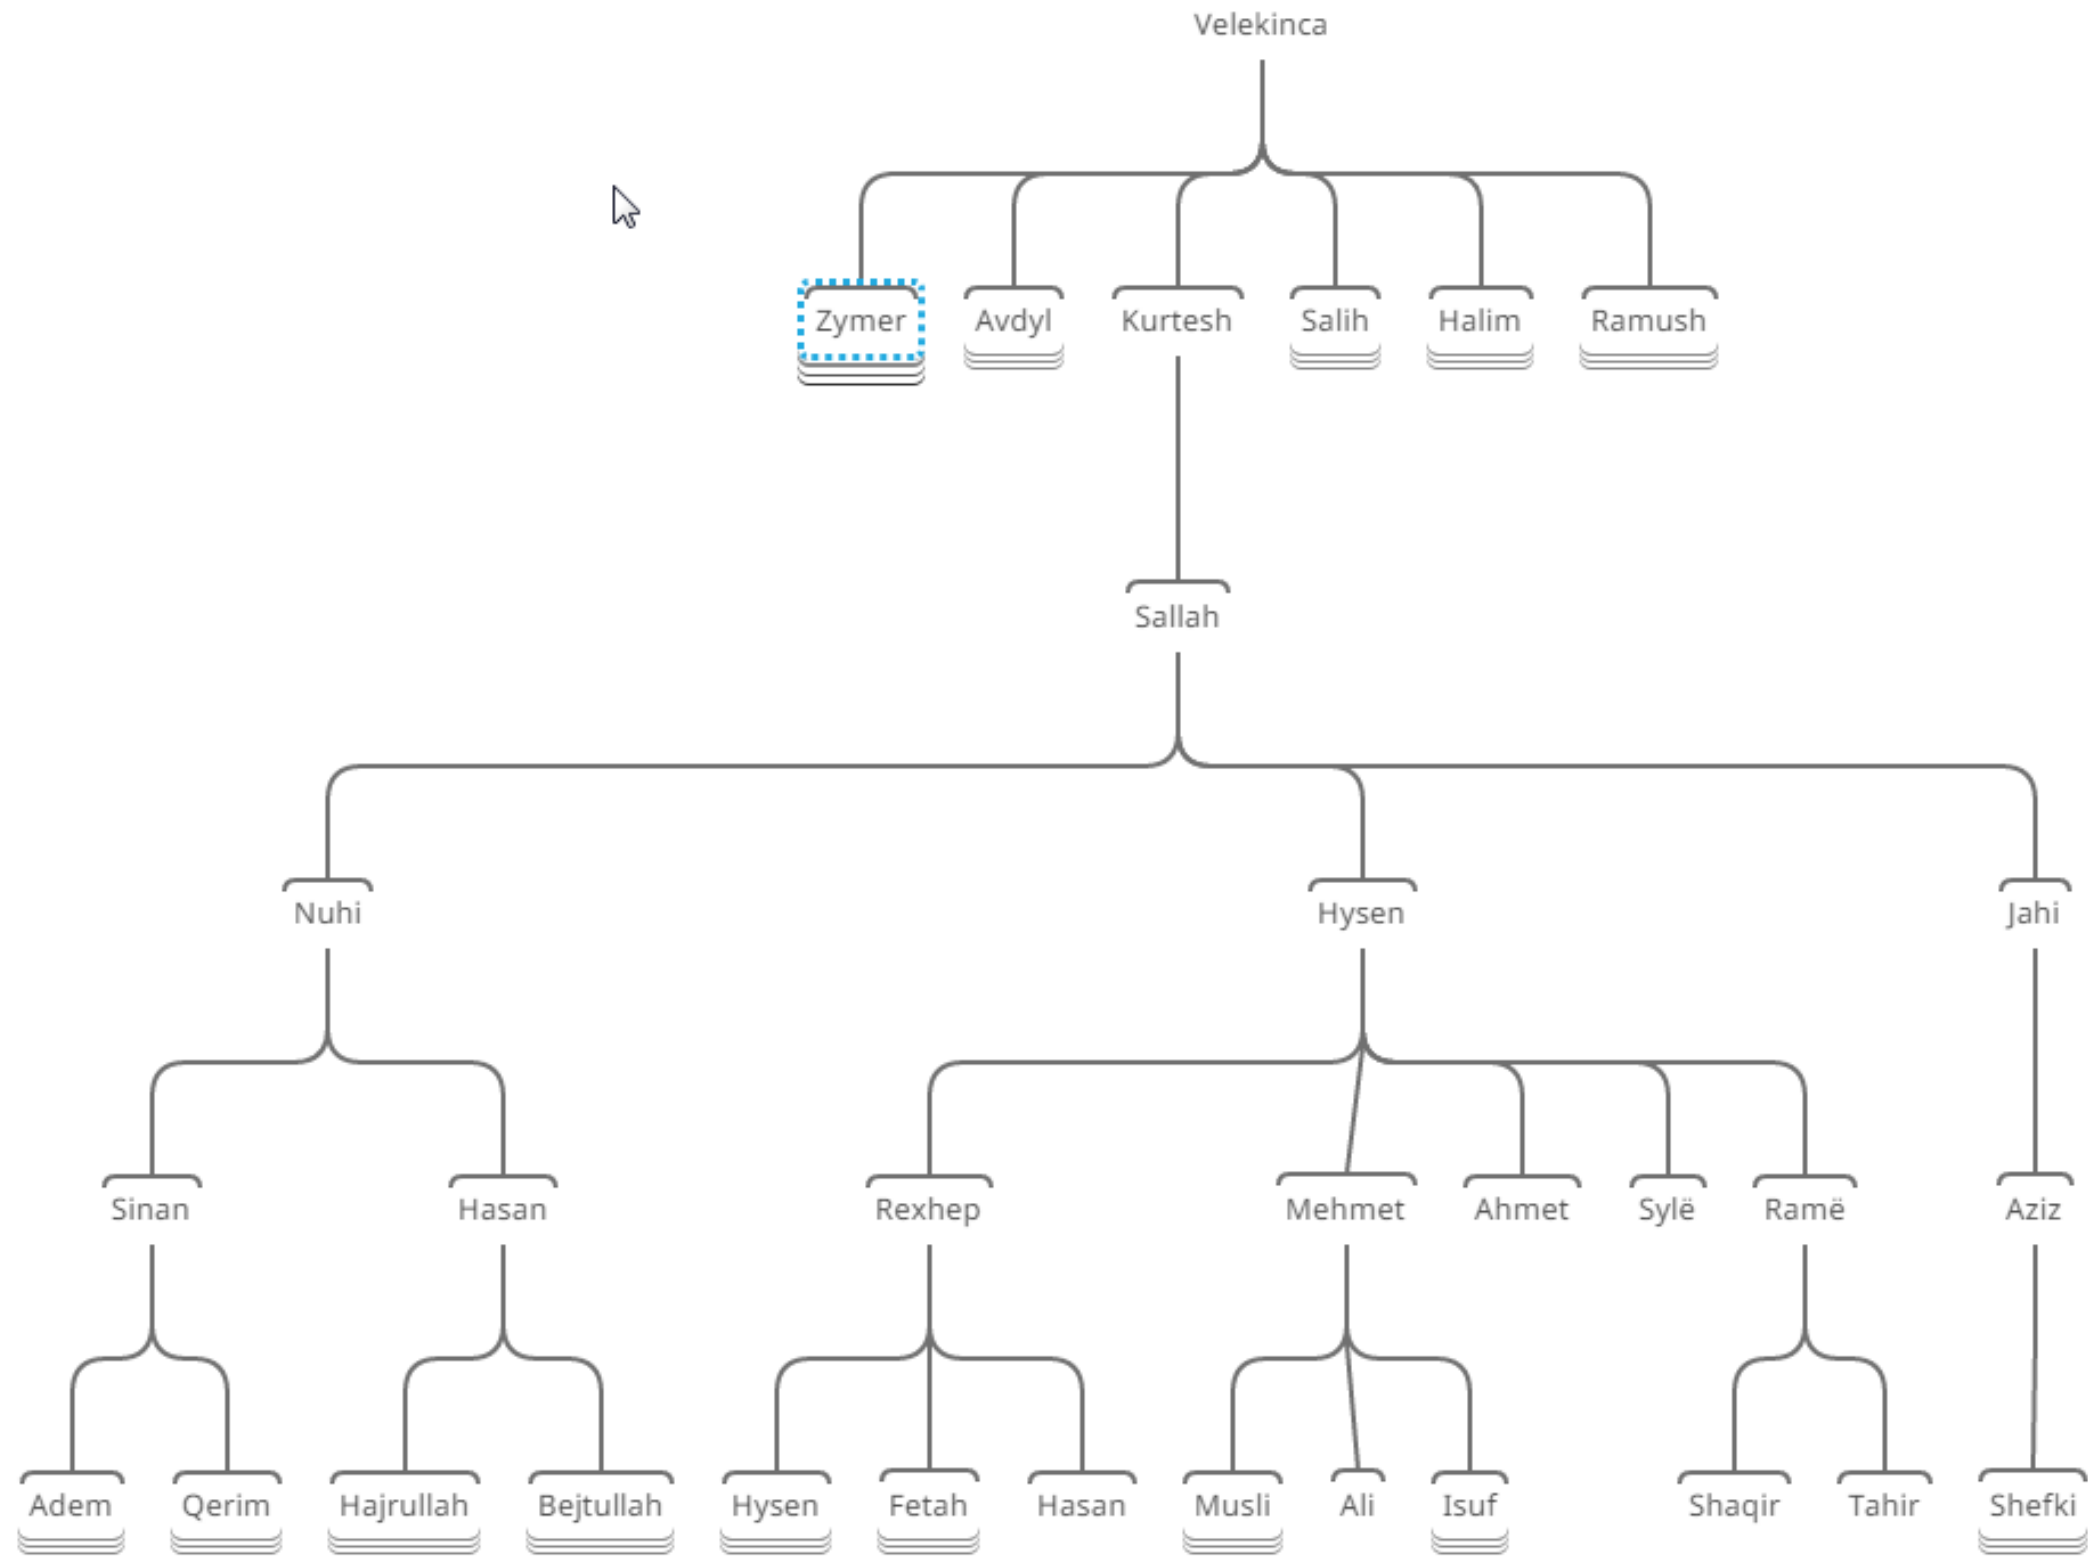 Velekinca
Zymer Avdyl Kurtesh Salih Halim Ramush
Sallah
Nuhi Hysen Jahi
Sinan Hasan Rexhep Mehmet Ahmet Sylë Ramë Aziz
Adem Qerim Hajrullah Bejtullah Hysen Fetah Hasan Musli Ali Isuf Shaqir Tahir Shefki